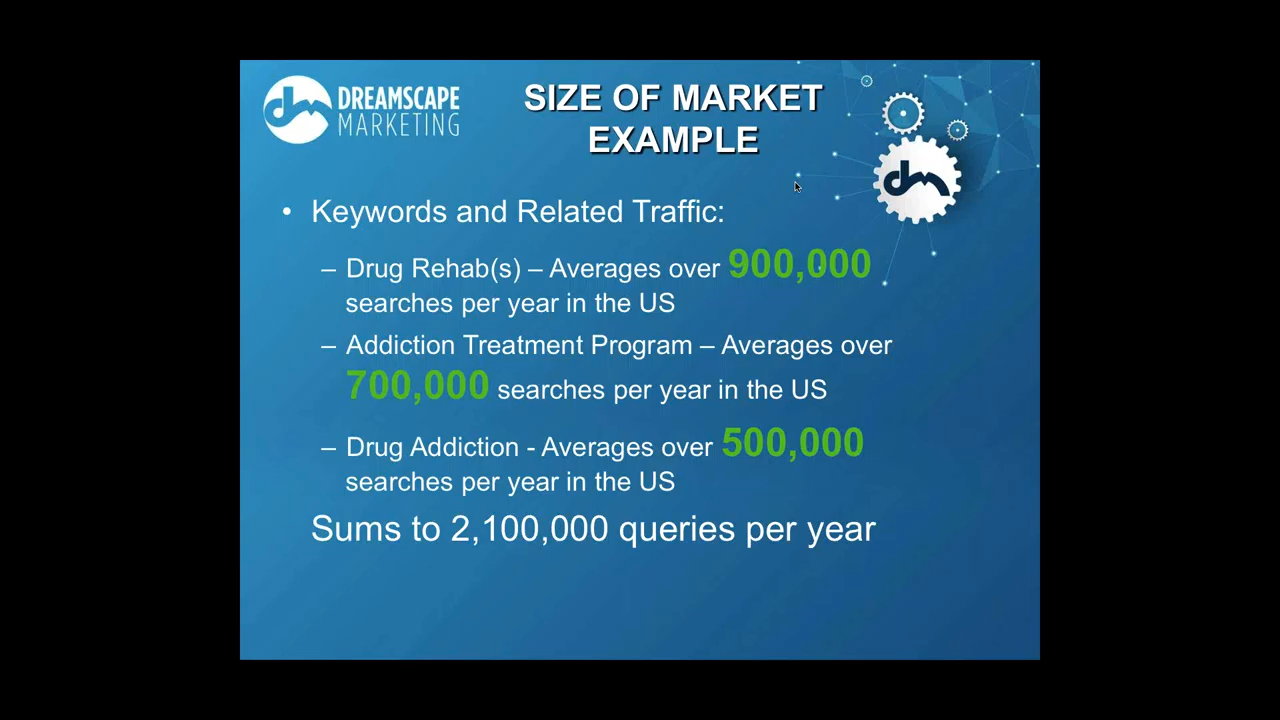 DREAMSCAPE
MARKETING
SIZE OF MARKET
EXAMPLE
dm
dm
• Keywords and Related Traffic:
– Drug Rehab(s) – Averages over 900,000
searches per year in the US
– Addiction Treatment Program – Averages over
700,000 searches per year in the US
– Drug Addiction - Averages over 500,000
searches per year in the US
Sums to 2,100,000 queries per year